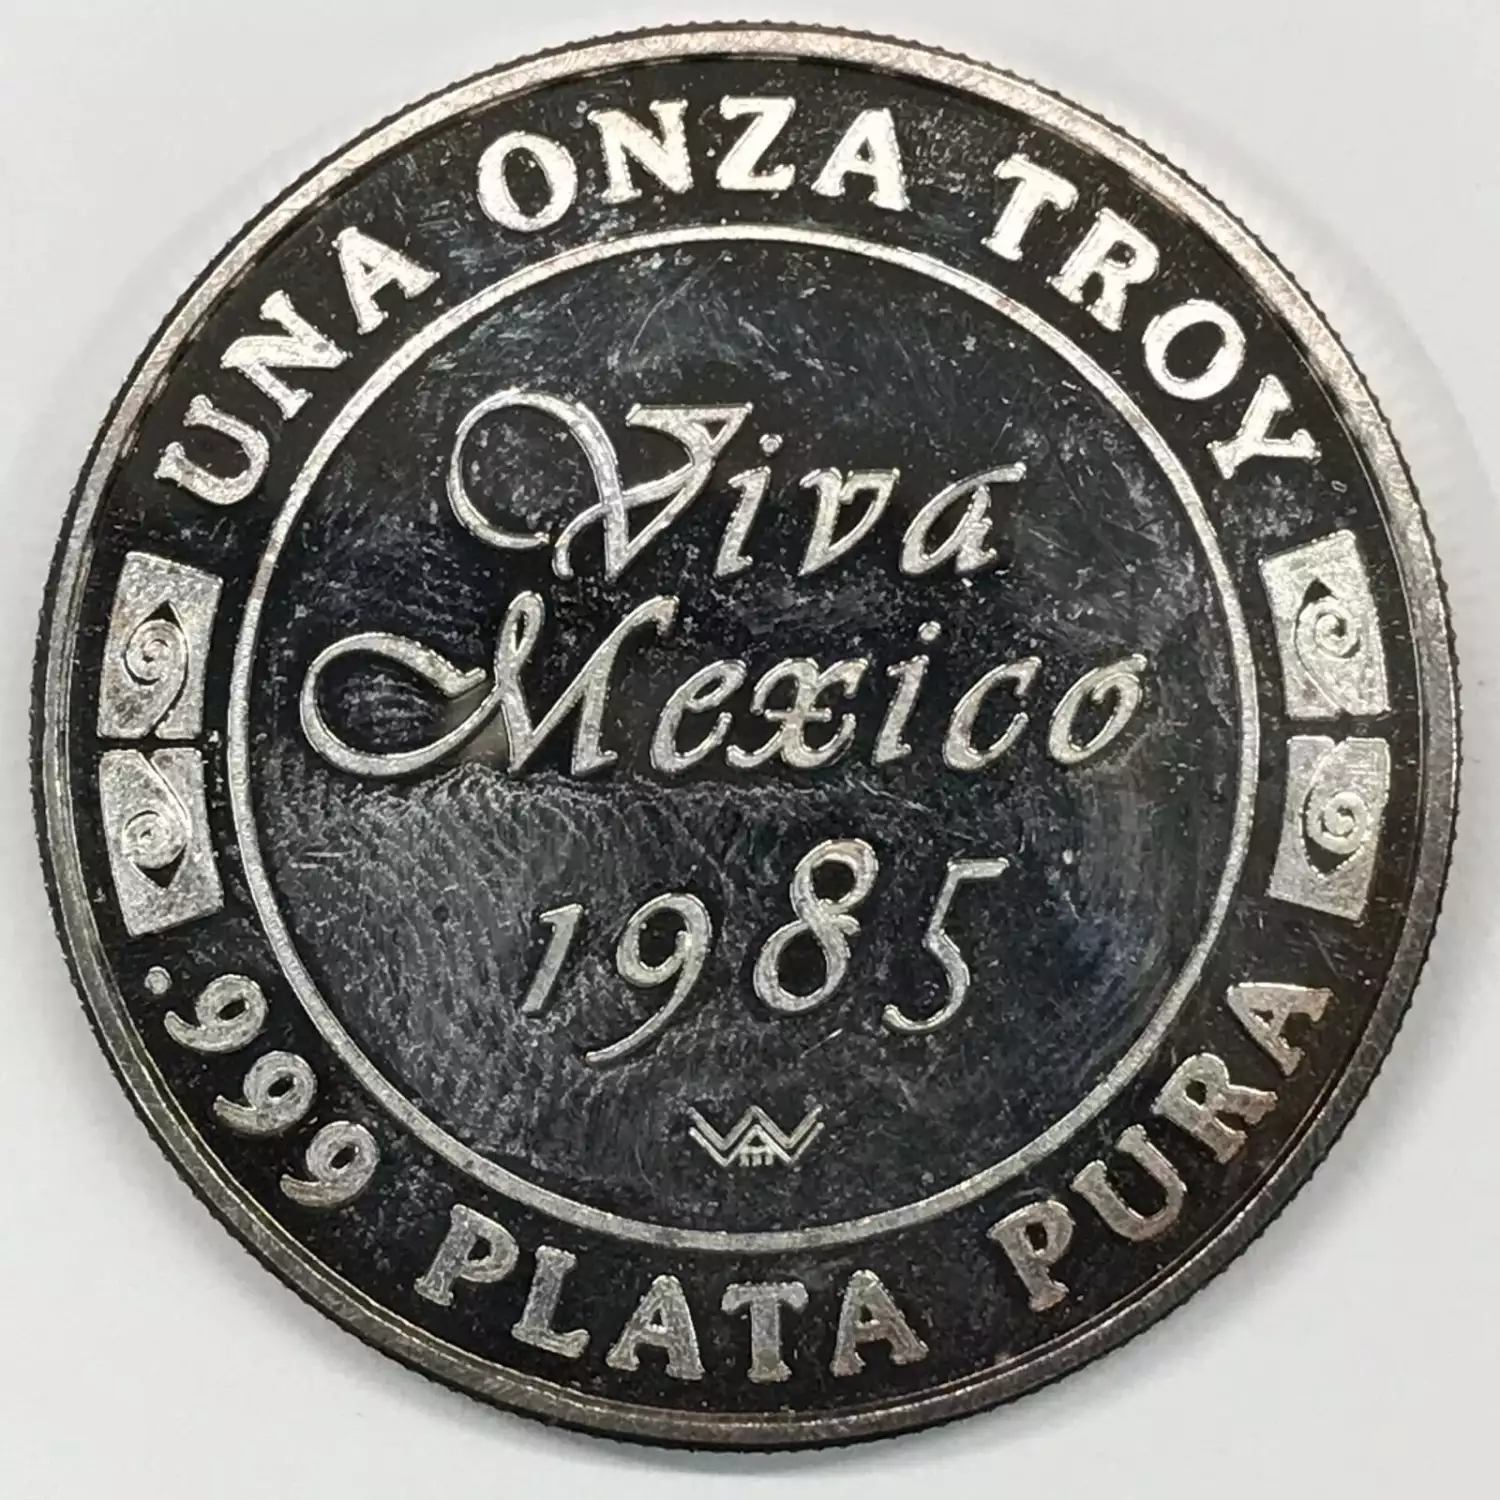 UNA ONZA TROY
Viva
Mexico
1985
.999 PLATA PURA